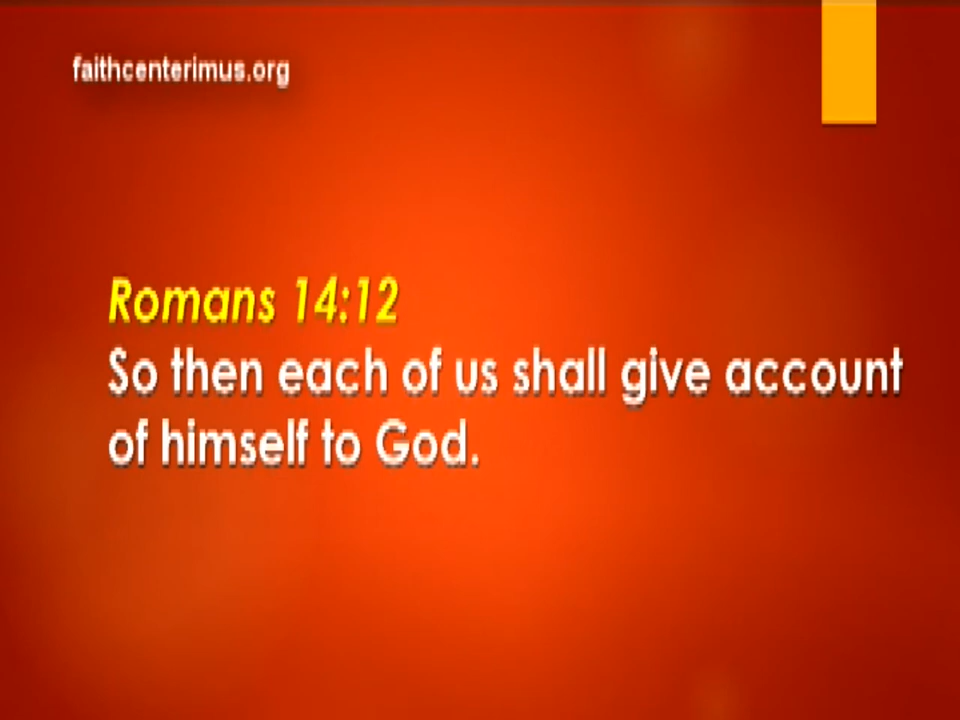 faithcenterimus.org
Romans 14:12
So then each of us shall give account
of himself to God.